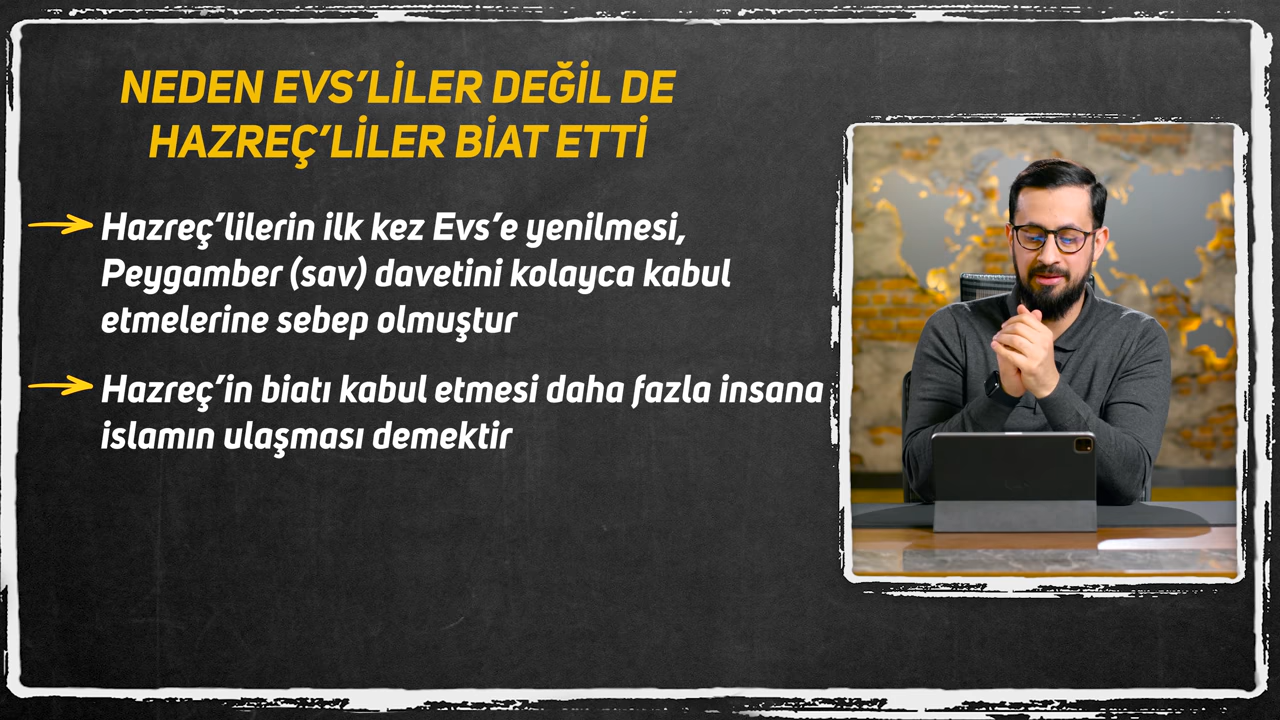 NEDEN EVS’LİLER DEĞİL DE
HAZREÇ’LİLER BİAT ETTİ
Hazreç’lilerin ilk kez Evs’e yenilmesi,
Peygamber (sav) davetini kolayca kabul
etmelerine sebep olmuştur
Hazreç’in biatı kabul etmesi daha fazla insana
islamın ulaşması demektir